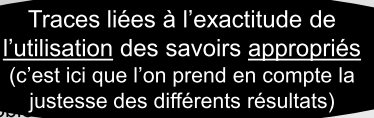 Traces liées à l’exactitude de
l’utilisation des savoirs appropriés
(c’est ici que l’on prend en compte la
justesse des différents résultats)